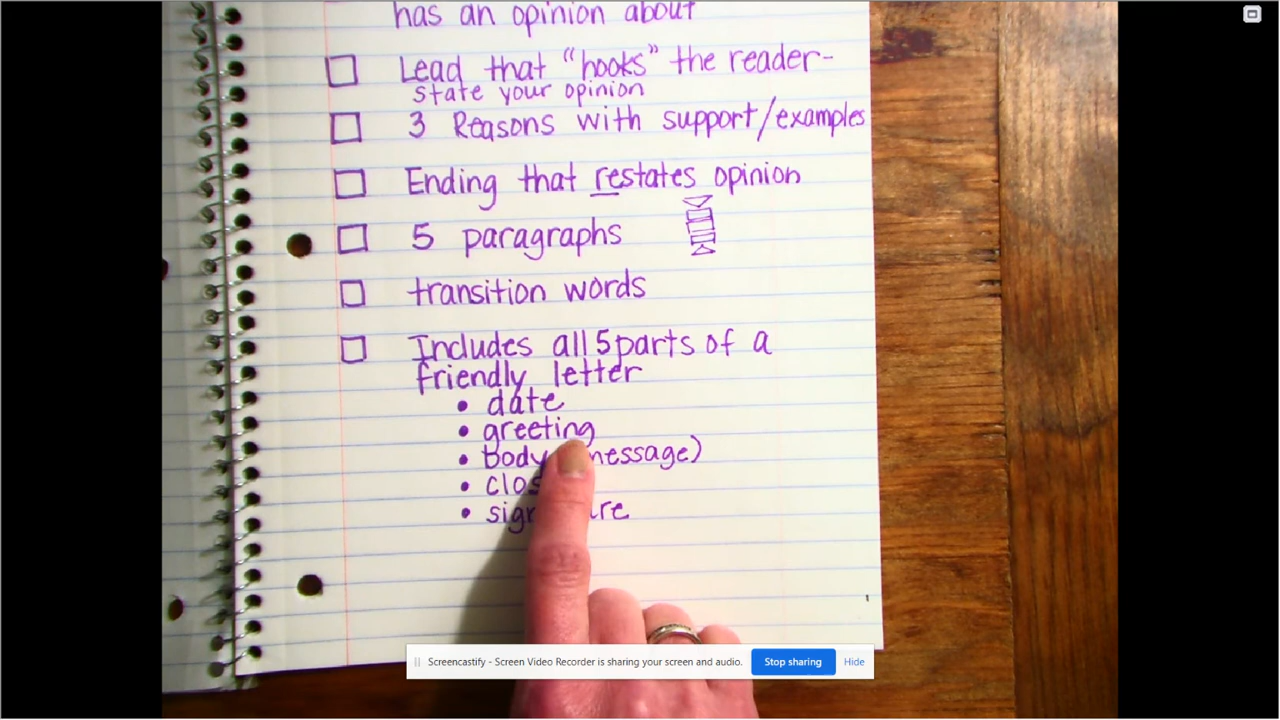 has an opinion about
Lead that "hooks" the reader-
state your opinion
3 Reasons with support/examples
Ending that restates opinion
5 paragraphs
transition words
Includes all 5 parts of a
friendly letter
• date
• greeting
• body message)
•
•
Screencastify - Screen Video Recorder is sharing your screen and audio.
Stop sharing
Hide